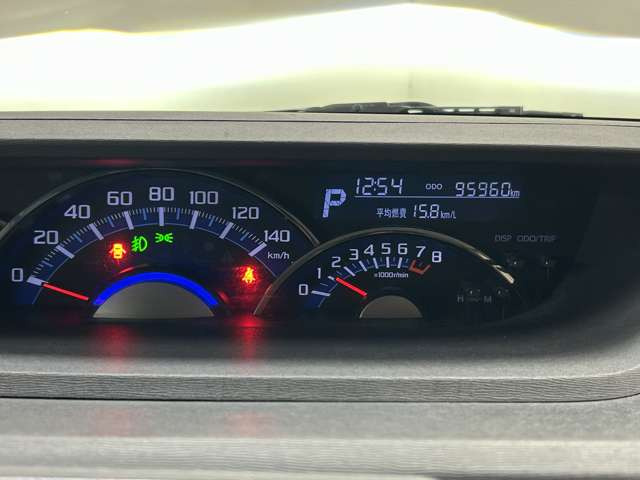 12:54 ODO 95960km
P
平均燃費 15.8km/L
0 20 40 60 80 100 120 140
km/h
0 1 2 3 4 5 6 7 8
×1000r/min
DISP ODO/TRIP
H M